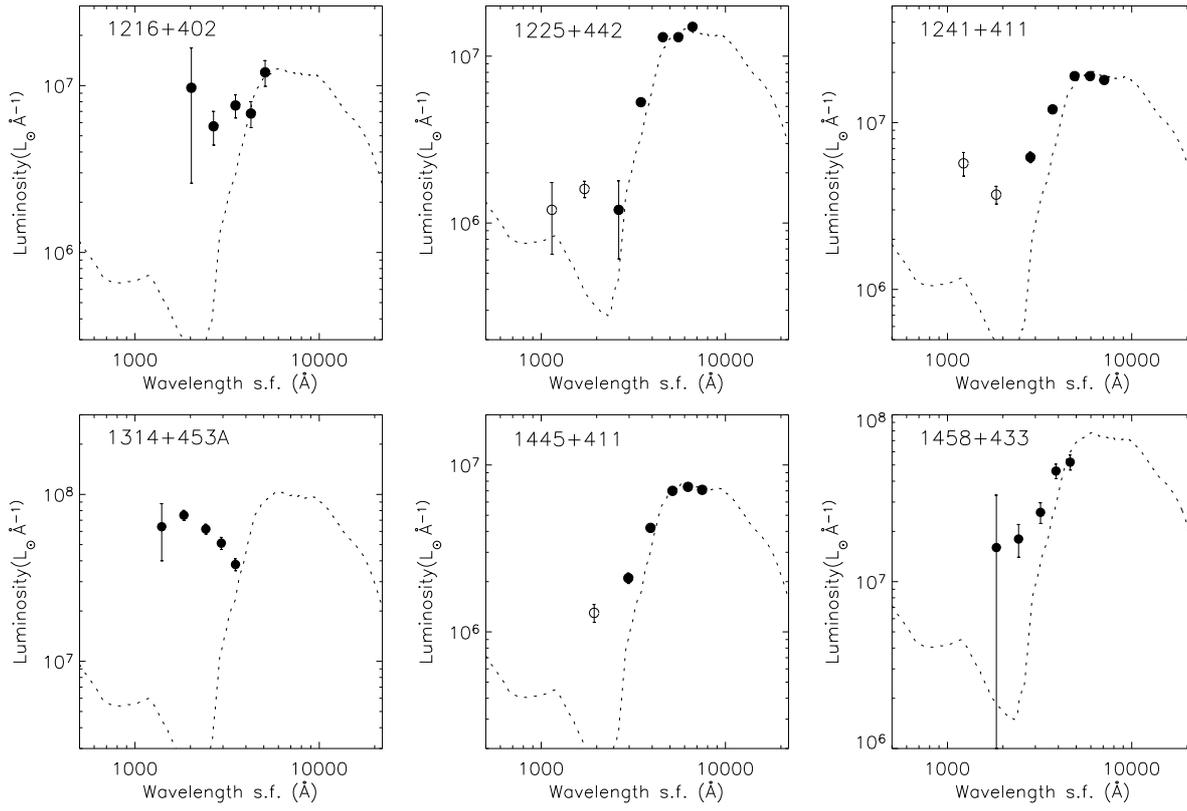 1216+402
10⁷
10⁶
Luminosity(L⊙ Å⁻¹)
1000
10000
Wavelength s.f. (Å)
1225+442
10⁷
10⁶
Luminosity(L⊙ Å⁻¹)
1000
10000
Wavelength s.f. (Å)
1241+411
10⁷
10⁶
Luminosity(L⊙ Å⁻¹)
1000
10000
Wavelength s.f. (Å)
1314+453A
10⁸
10⁷
Luminosity(L⊙ Å⁻¹)
1000
10000
Wavelength s.f. (Å)
1445+411
10⁷
10⁶
Luminosity(L⊙ Å⁻¹)
1000
10000
Wavelength s.f. (Å)
1458+433
10⁸
10⁷
10⁶
Luminosity(L⊙ Å⁻¹)
1000
10000
Wavelength s.f. (Å)